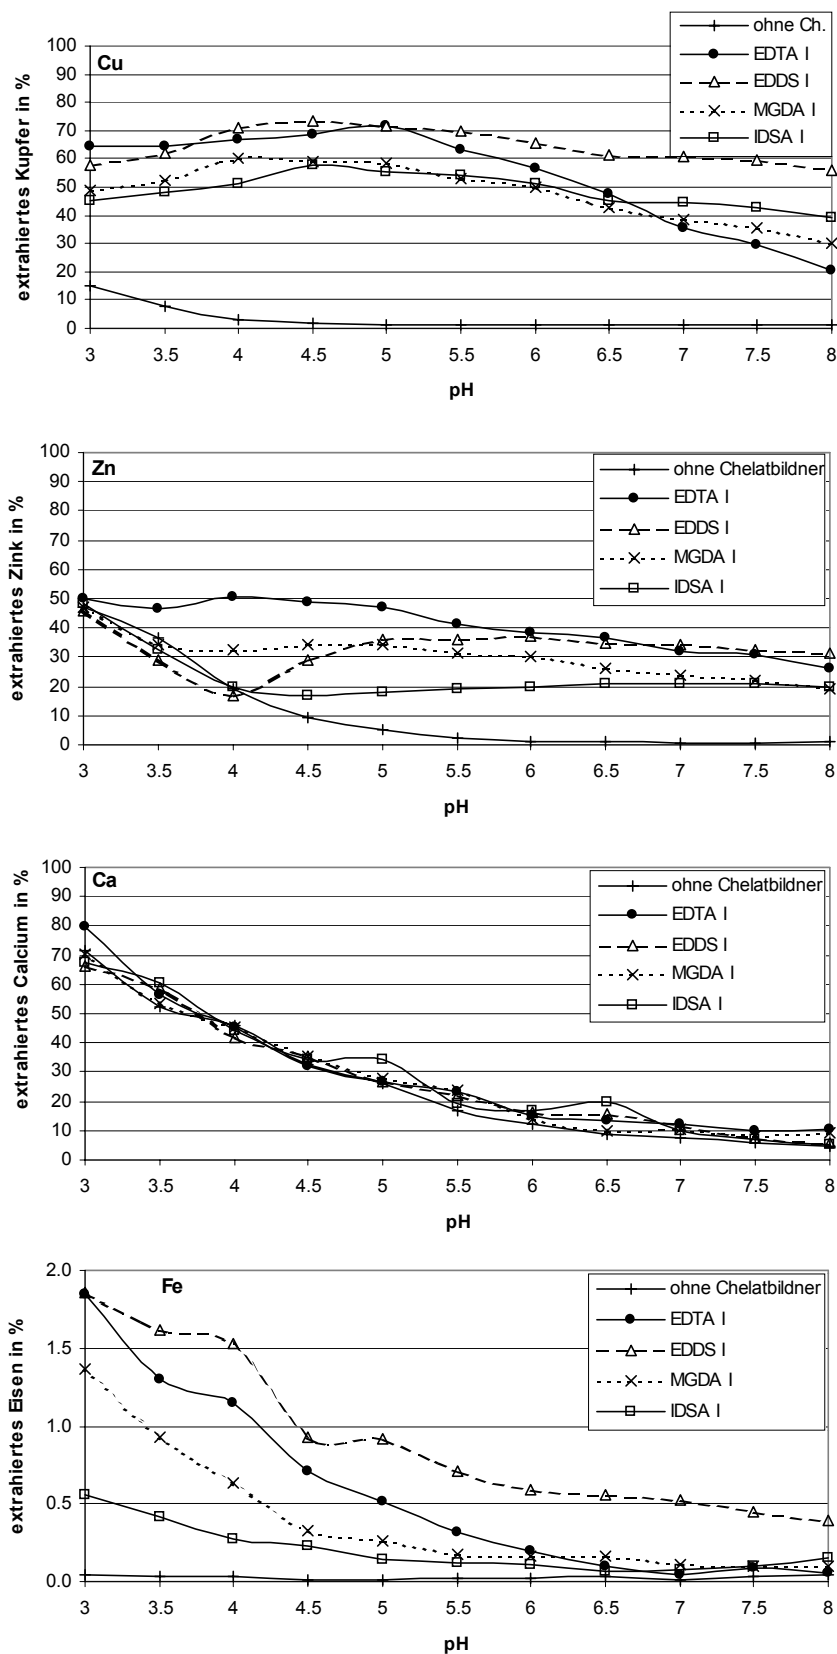 ohne Ch.
EDTA I
EDDS I
MGDA I
IDSA I
Cu
extrahiertes Kupfer in %
100
90
80
70
60
50
40
30
20
10
0
3 3.5 4 4.5 5 5.5 6 6.5 7 7.5 8
pH
Zn
ohne Chelatbildner
EDTA I
EDDS I
MGDA I
IDSA I
extrahiertes Zink in %
100
90
80
70
60
50
40
30
20
10
0
3 3.5 4 4.5 5 5.5 6 6.5 7 7.5 8
pH
Ca
ohne Chelatbildner
EDTA I
EDDS I
MGDA I
IDSA I
extrahiertes Calcium in %
100
90
80
70
60
50
40
30
20
10
0
3 3.5 4 4.5 5 5.5 6 6.5 7 7.5 8
pH
Fe
ohne Chelatbildner
EDTA I
EDDS I
MGDA I
IDSA I
extrahiertes Eisen in %
2.0
1.5
1.0
0.5
0.0
3 3.5 4 4.5 5 5.5 6 6.5 7 7.5 8
pH